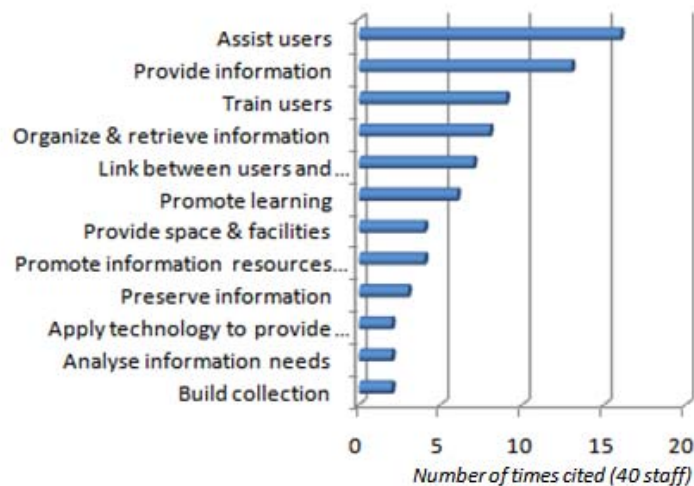 Assist users
Provide information
Train users
Organize & retrieve information
Link between users and ...
Promote learning
Provide space & facilities
Promote information resources...
Preserve information
Apply technology to provide ...
Analyse information needs
Build collection
0 5 10 15 20
Number of times cited (40 staff)